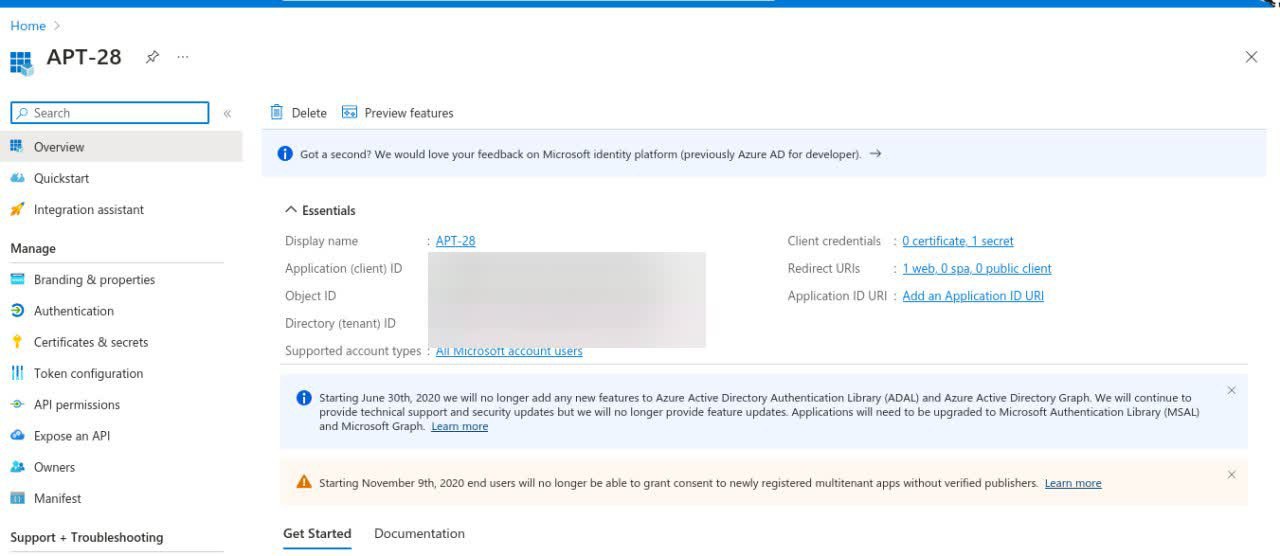 Home
APT-28
Search
Delete
Preview features
Overview
Got a second? We would love your feedback on Microsoft identity platform (previously Azure AD for developer).
Quickstart
Integration assistant
Essentials
Manage
Display name : APT-28
Client credentials : 0 certificate, 1 secret
Application (client) ID
Redirect URIs : 1 web, 0 spa, 0 public client
Object ID
Application ID URI : Add an Application ID URI
Directory (tenant) ID
Supported account types : All Microsoft account users
Branding & properties
Authentication
Certificates & secrets
Token configuration
API permissions
Expose an API
Owners
Manifest
Support + Troubleshooting
Starting June 30th, 2020 we will no longer add any new features to Azure Active Directory Authentication Library (ADAL) and Azure Active Directory Graph. We will continue to
provide technical support and security updates but we will no longer provide feature updates. Applications will need to be upgraded to Microsoft Authentication Library (MSAL)
and Microsoft Graph. Learn more
Starting November 9th, 2020 end users will no longer be able to grant consent to newly registered multitenant apps without verified publishers. Learn more
Get Started
Documentation